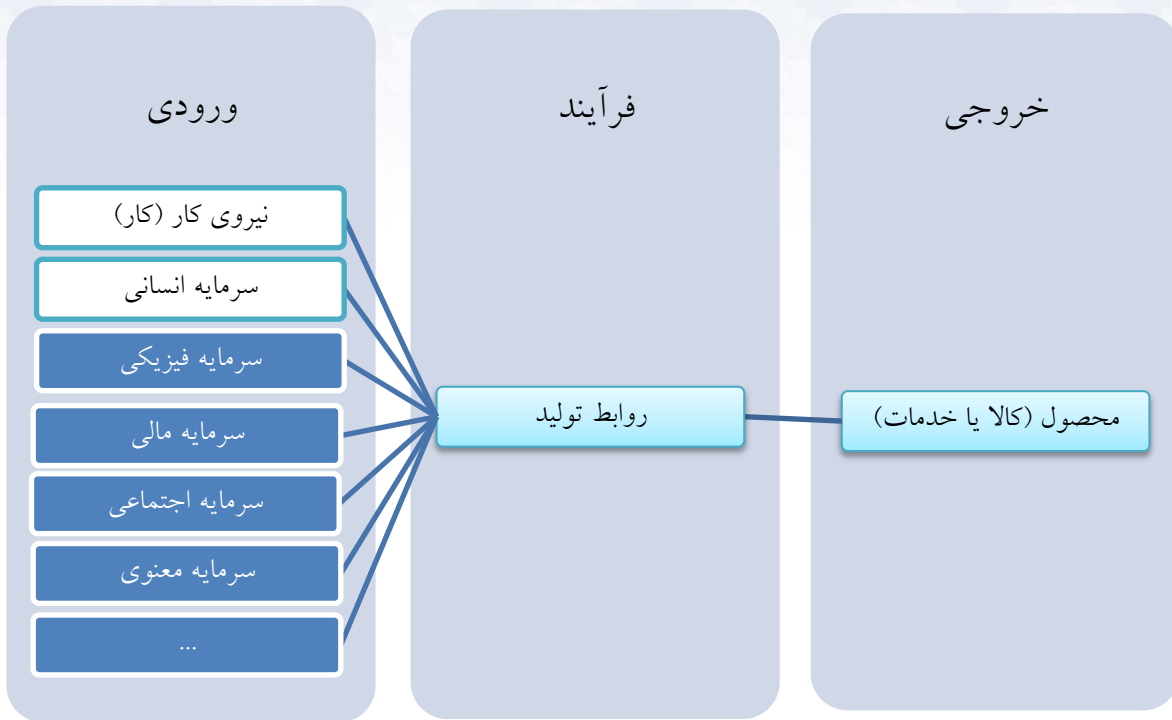 ورودی
نیروی کار (کار)
سرمایه انسانی
سرمایه فیزیکی
سرمایه مالی
سرمایه اجتماعی
سرمایه معنوی
...
فرآیند
روابط تولید
خروجی
محصول (کالا یا خدمات)